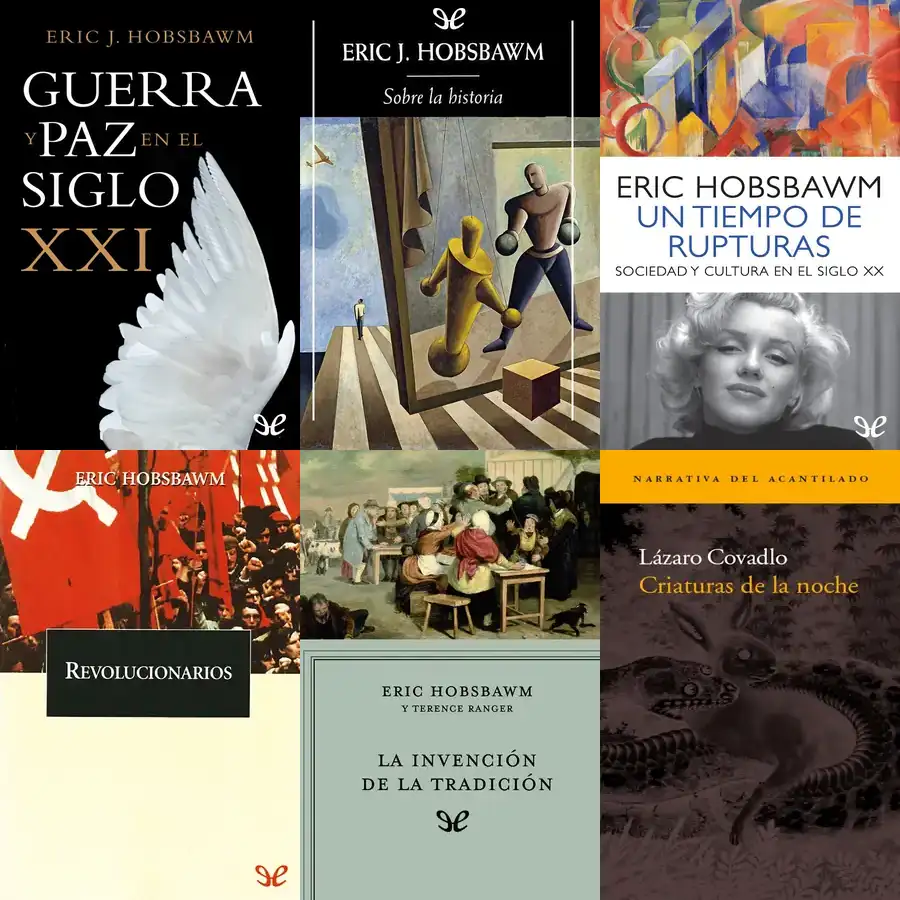 ERIC J. HOBSBAWM
GUERRA
Y PAZ EN EL
SIGLO
XXI
ERIC J. HOBSBAWM
Sobre la historia
ERIC HOBSBAWM
UN TIEMPO DE
RUPTURAS
SOCIEDAD Y CULTURA EN EL SIGLO XX
ERIC HOBSBAWM
REVOLUCIONARIOS
ERIC HOBSBAWM
Y TERENCE RANGER
LA INVENCIÓN
DE LA TRADICIÓN
NARRATIVA DEL ACANTILADO
Lázaro Covadlo
Criaturas de la noche